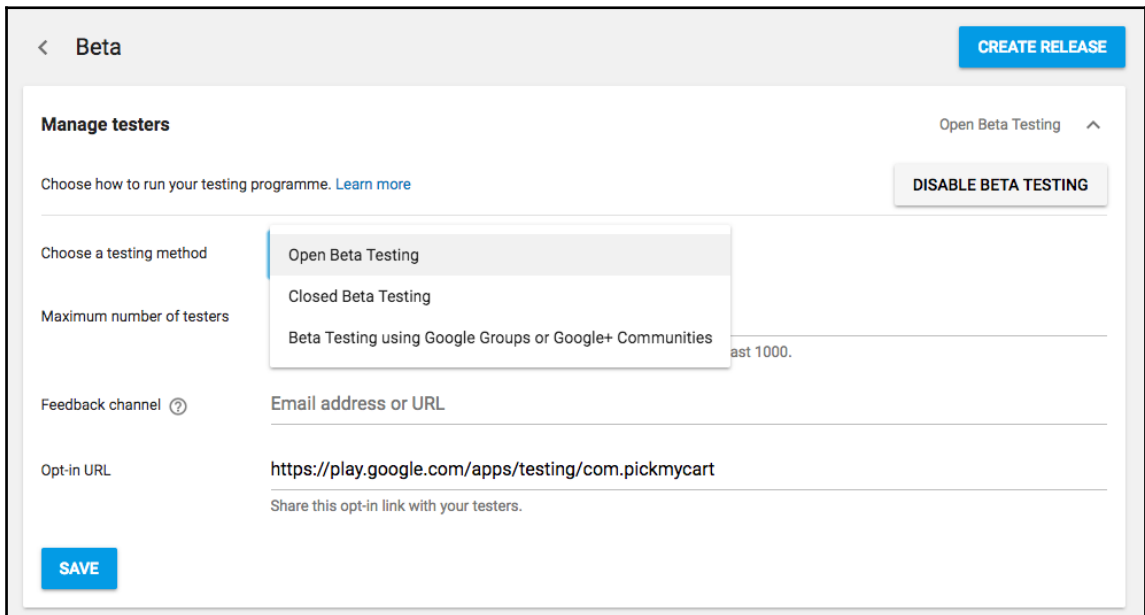 Beta
CREATE RELEASE
Manage testers
Open Beta Testing
Choose how to run your testing programme. Learn more
DISABLE BETA TESTING
Choose a testing method
Open Beta Testing
Closed Beta Testing
Maximum number of testers
Beta Testing using Google Groups or Google+ Communities
1000.
Feedback channel
Email address or URL
Opt-in URL
https://play.google.com/apps/testing/com.pickmycart
Share this opt-in link with your testers.
SAVE